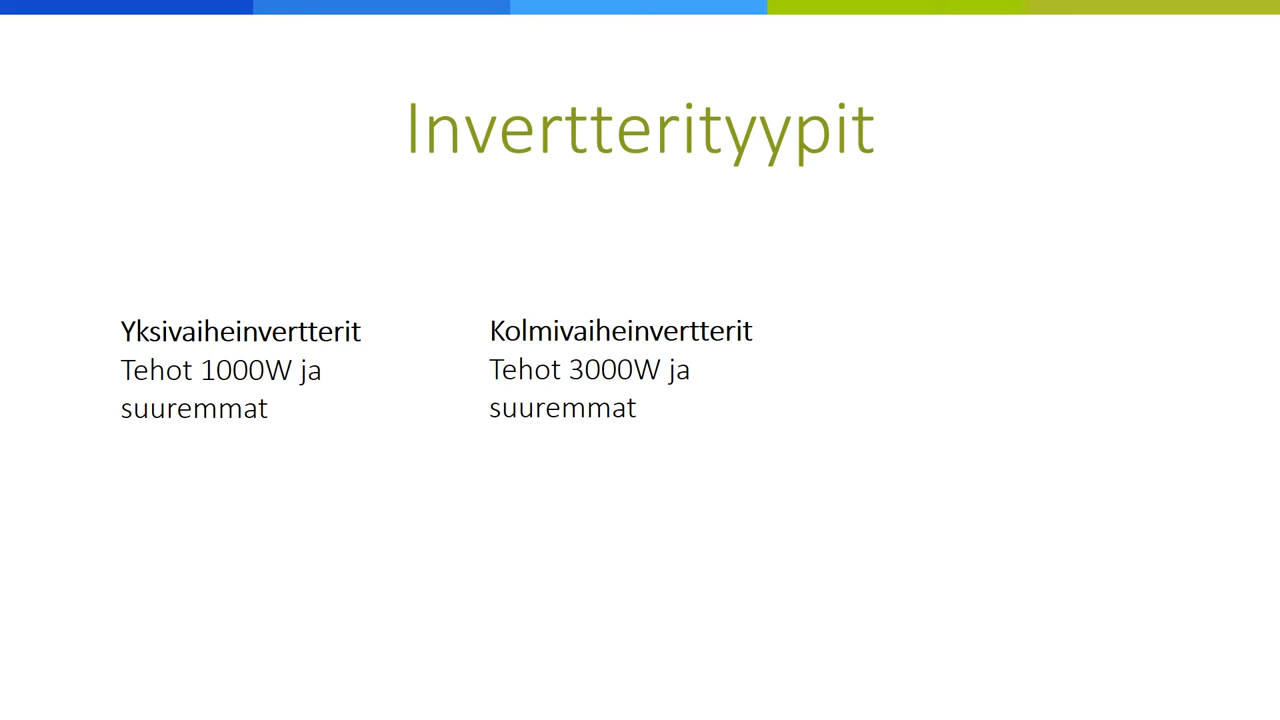 Invertterityypit
Yksivaiheinvertterit
Tehot 1000W ja
suuremmat
Kolmivaiheinvertterit
Tehot 3000W ja
suuremmat